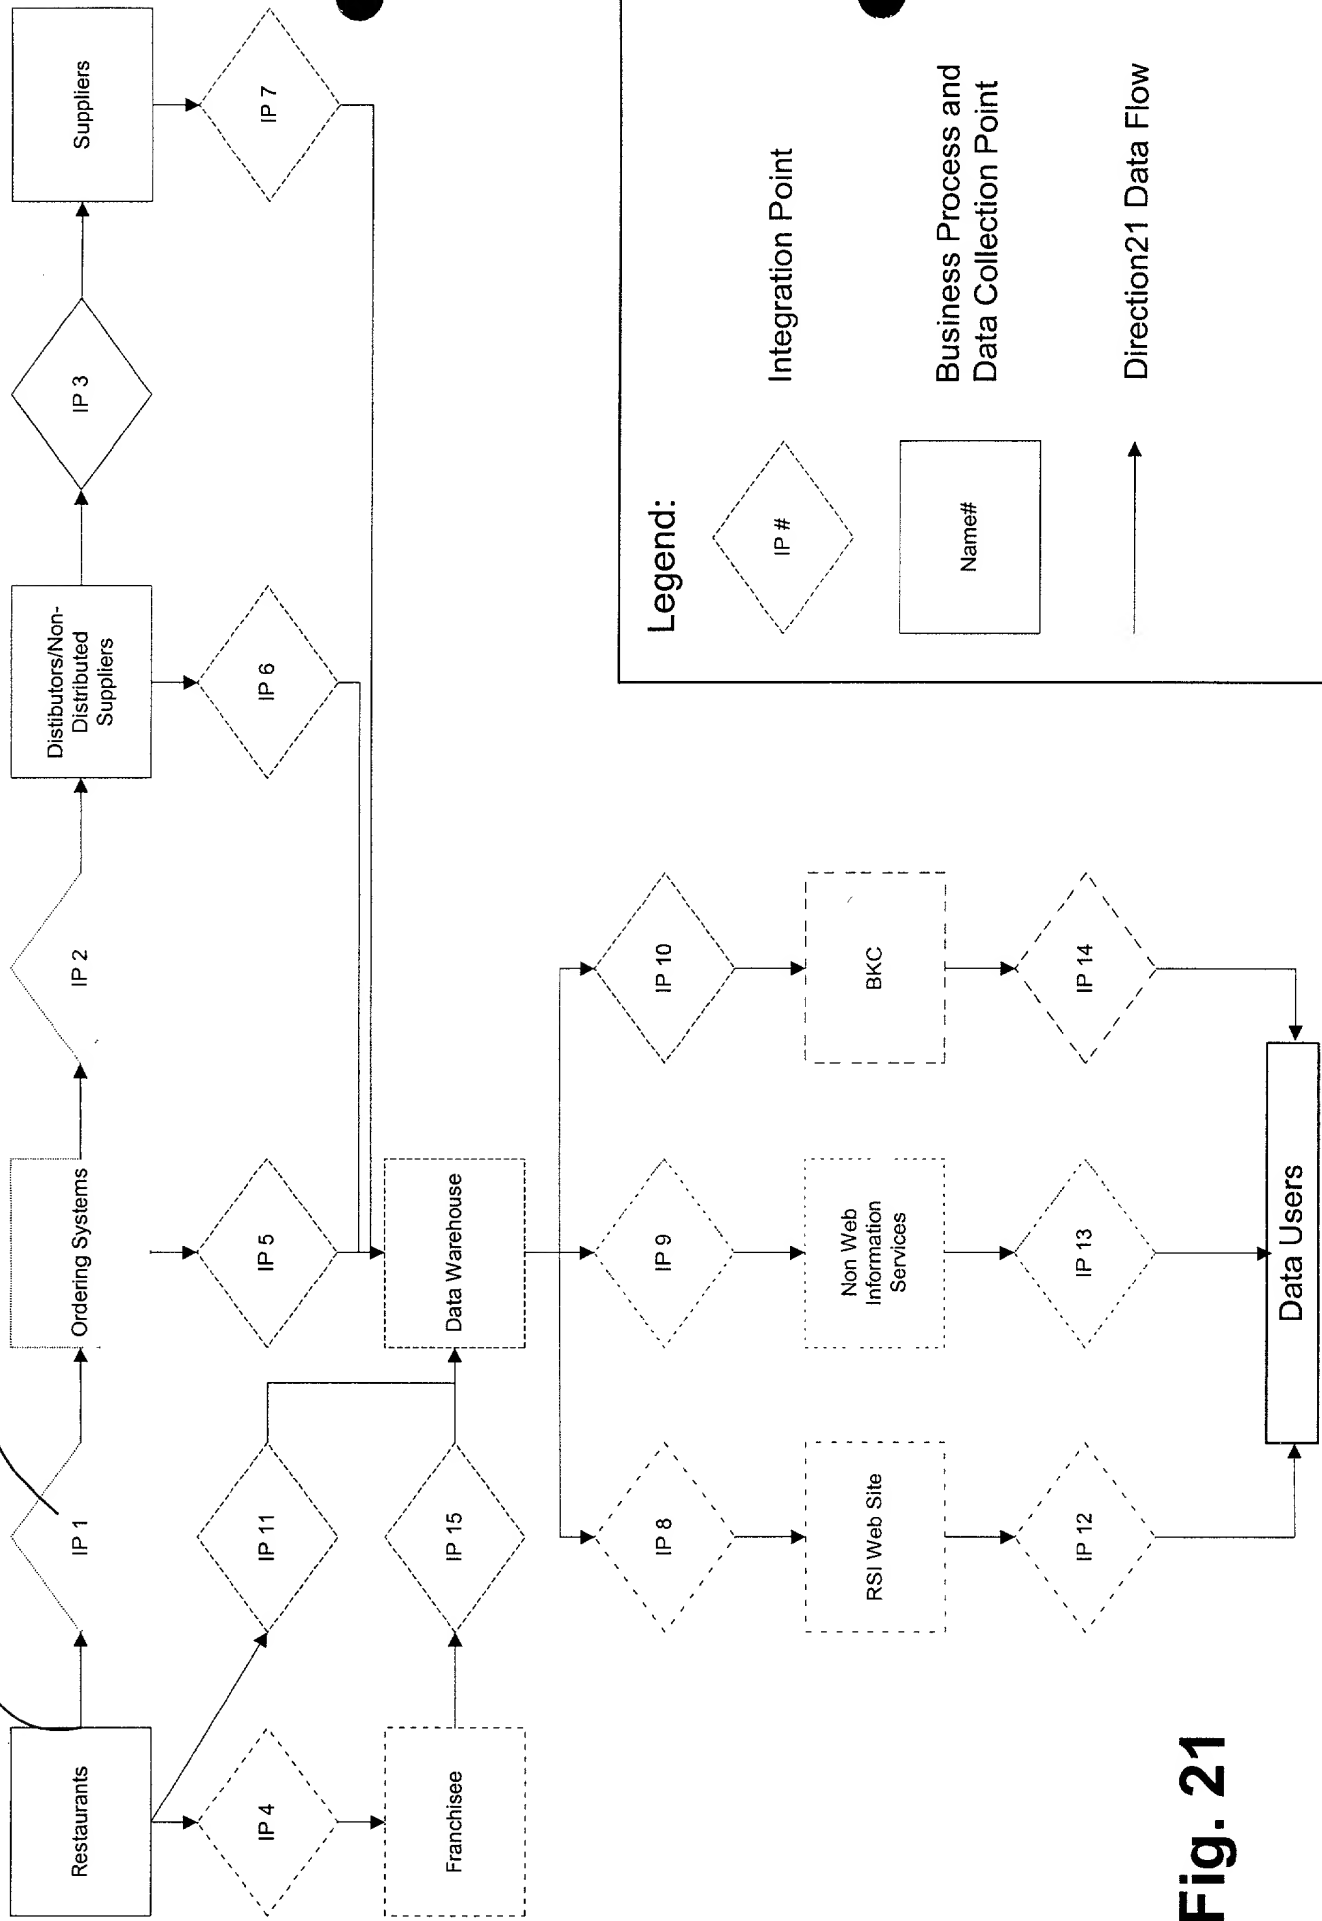 Restaurants
IP 1
Ordering Systems
IP 2
Distibutors/Non-
Distributed
Suppliers
IP 3
Suppliers
IP 4
IP 11
IP 5
IP 6
IP 7
Franchisee
IP 15
Data Warehouse
IP 8
IP 9
IP 10
RSI Web Site
Non Web
Information
Services
BKC
IP 12
IP 13
IP 14
Data Users
Legend:
IP #
Integration Point
Name#
Business Process and
Data Collection Point
Direction21 Data Flow
Fig. 21